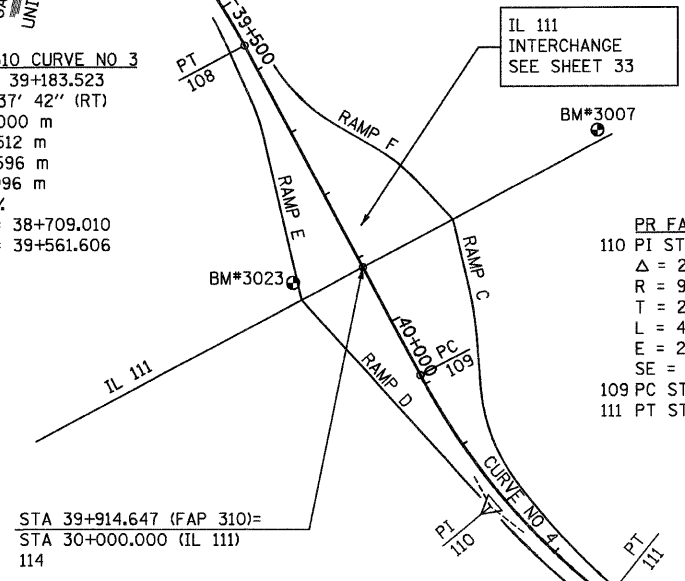 39+500
PT
108
IL 111
INTERCHANGE
SEE SHEET 33
10 CURVE NO 3
39+183.523
37' 42" (RT)
000 m
512 m
596 m
996 m
%
= 38+709.010
= 39+561.606
RAMP F
BM#3007
RAMP E
BM#3023
RAMP C
PR FA
110 PI ST
Δ = 2
R = 9
T = 2
L = 4
E = 2
SE =
109 PC ST
111 PT ST
40+000
PC
109
IL 111
RAMP D
CURVE NO 4
STA 39+914.647 (FAP 310)=
STA 30+000.000 (IL 111)
114
PI
110
PT
111